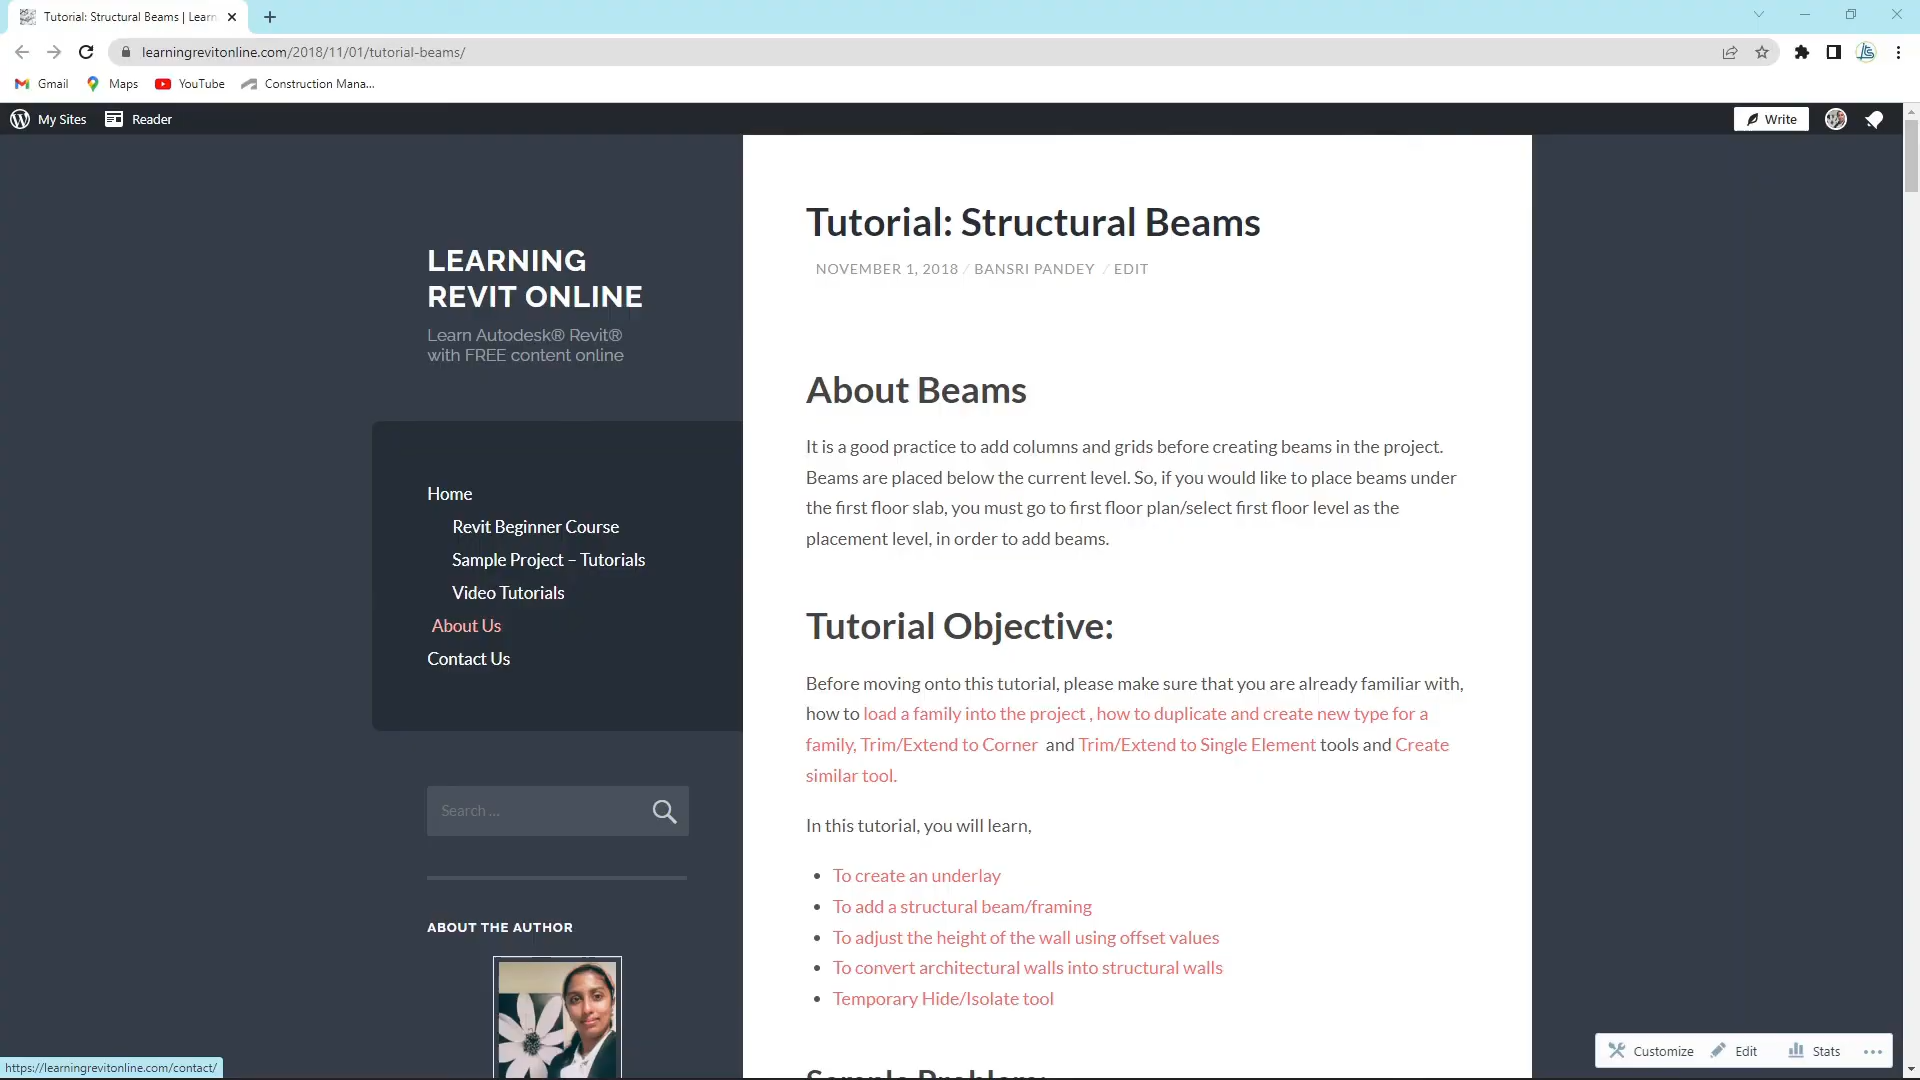 Tutorial: Structural Beams | Learn
learningrevitonline.com/2018/11/01/tutorial-beams/
Gmail
Maps
YouTube
Construction Mana...
My Sites
Reader
Write
LEARNING
REVIT ONLINE
Learn Autodesk® Revit®
with FREE content online
Home
Revit Beginner Course
Sample Project – Tutorials
Video Tutorials
About Us
Contact Us
Search ...
ABOUT THE AUTHOR
Tutorial: Structural Beams
NOVEMBER 1, 2018 / BANSRI PANDEY / EDIT
About Beams
It is a good practice to add columns and grids before creating beams in the project.
Beams are placed below the current level. So, if you would like to place beams under
the first floor slab, you must go to first floor plan/select first floor level as the
placement level, in order to add beams.
Tutorial Objective:
Before moving onto this tutorial, please make sure that you are already familiar with,
how to load a family into the project , how to duplicate and create new type for a
family, Trim/Extend to Corner and Trim/Extend to Single Element tools and Create
similar tool.
In this tutorial, you will learn,
• To create an underlay
• To add a structural beam/framing
• To adjust the height of the wall using offset values
• To convert architectural walls into structural walls
• Temporary Hide/Isolate tool
Sample Problem:
Customize
Edit
Stats
https://learningrevitonline.com/contact/